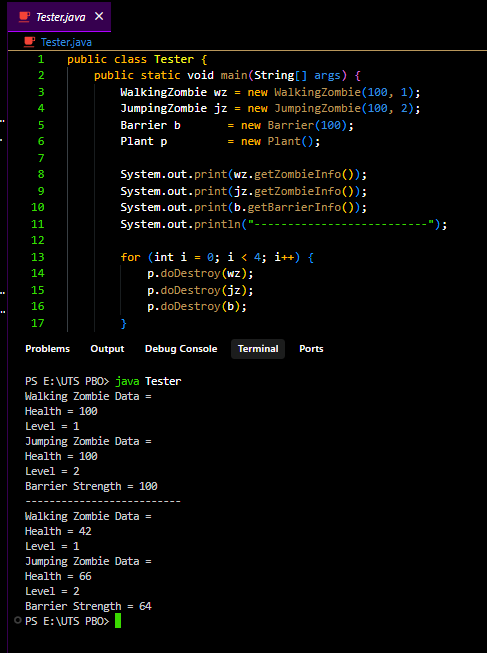 Tester.java ×
Tester.java
1 public class Tester {
2     public static void main(String[] args) {
3         WalkingZombie wz = new WalkingZombie(100, 1);
4         JumpingZombie jz = new JumpingZombie(100, 2);
5         Barrier b        = new Barrier(100);
6         Plant p          = new Plant();
7
8         System.out.print(wz.getZombieInfo());
9         System.out.print(jz.getZombieInfo());
10         System.out.print(b.getBarrierInfo());
11         System.out.println("--------------------------");
12
13         for (int i = 0; i < 4; i++) {
14             p.doDestroy(wz);
15             p.doDestroy(jz);
16             p.doDestroy(b);
17         }
Problems Output Debug Console Terminal Ports
PS E:\UTS PBO> java Tester
Walking Zombie Data =
Health = 100
Level = 1
Jumping Zombie Data =
Health = 100
Level = 2
Barrier Strength = 100
--------------------------
Walking Zombie Data =
Health = 42
Level = 1
Jumping Zombie Data =
Health = 66
Level = 2
Barrier Strength = 64
PS E:\UTS PBO>